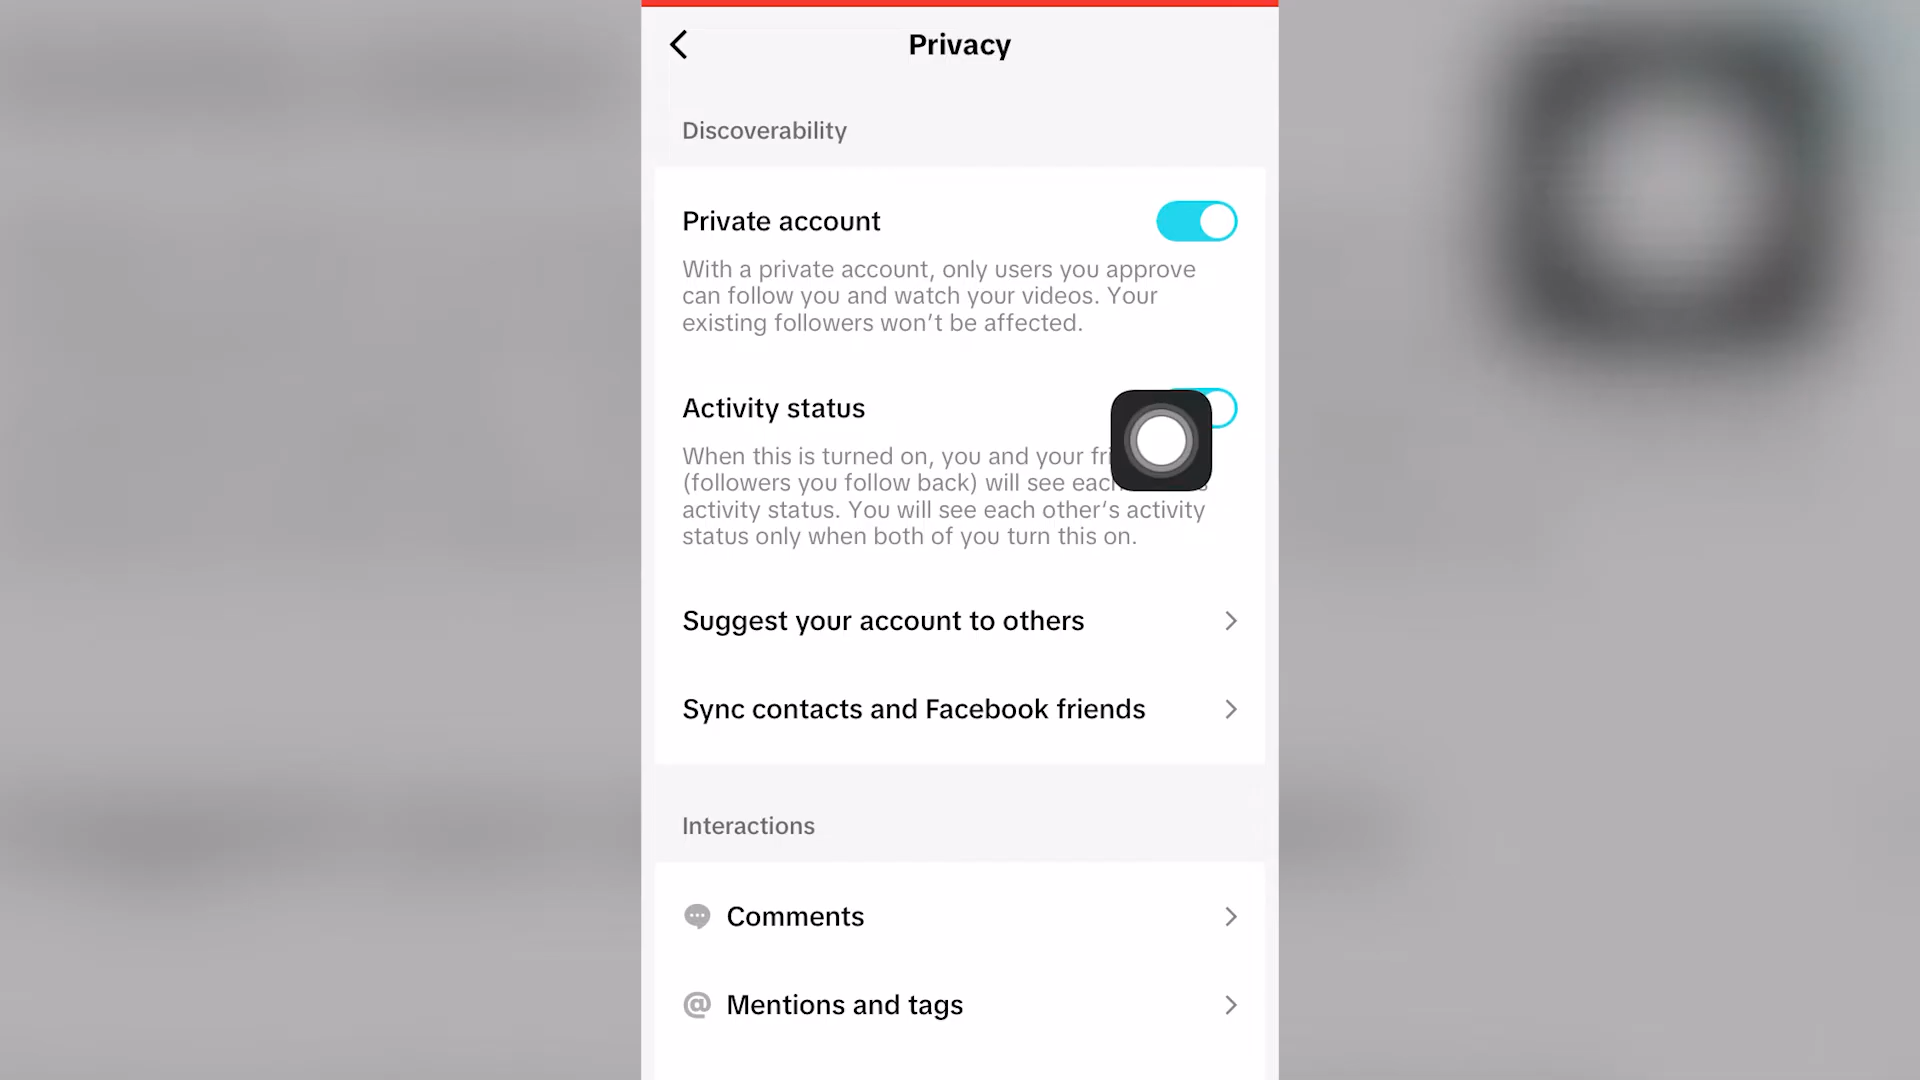 Privacy
Discoverability
Private account
With a private account, only users you approve
can follow you and watch your videos. Your
existing followers won’t be affected.
Activity status
When this is turned on, you and your
(followers you follow back) will see
activity status. You will see each other’s activity
status only when both of you turn this on.
Suggest your account to others
Sync contacts and Facebook friends
Interactions
Comments
Mentions and tags